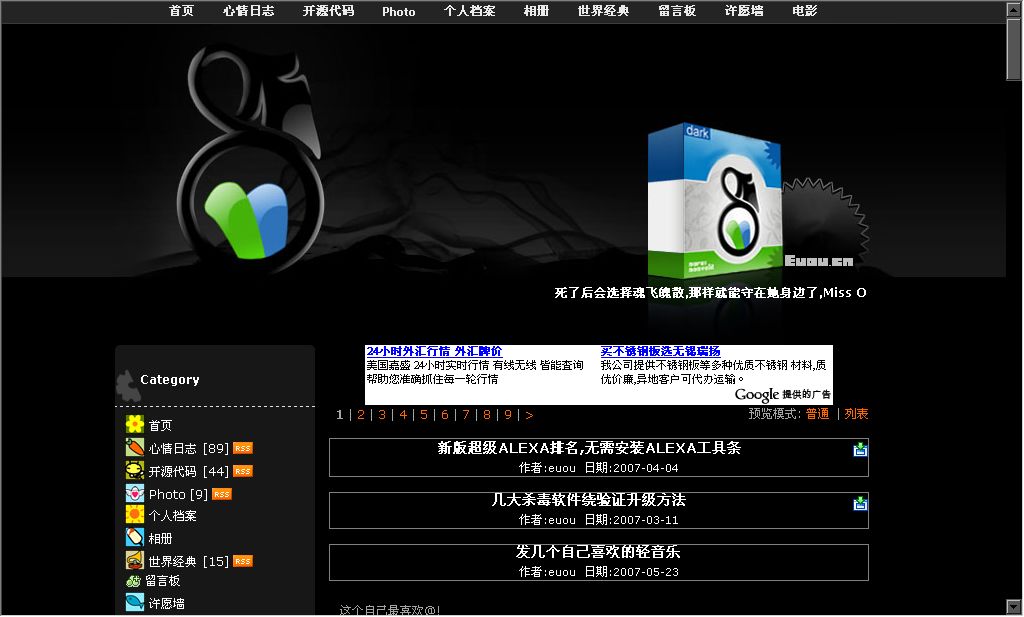 首页 心情日志 开源代码 Photo 个人档案 相册 世界经典 留言板 许愿墙 电影
dark
Euou.cn
死了后会选择魂飞魄散,那样就能守在她身边了,Miss O
Category
首页
心情日志 [89] RSS
开源代码 [44] RSS
Photo [9] RSS
个人档案
相册
世界经典 [15] RSS
留言板
许愿墙
24小时外汇行情 外汇牌价
美国嘉盛 24小时实时行情 有线无线 皆能查询
帮助您准确抓住每一轮行情
买不锈钢板选无锡瑞扬
我公司提供不锈钢板等多种优质不锈钢 材料,质
优价廉,异地客户可代办运输。
Google 提供的广告
1 | 2 | 3 | 4 | 5 | 6 | 7 | 8 | 9 | >
预览模式: 普通 | 列表
新版超级ALEXA排名,无需安装ALEXA工具条
作者:euou 日期:2007-04-04
几大杀毒软件绕验证升级方法
作者:euou 日期:2007-03-11
发几个自己喜欢的轻音乐
作者:euou 日期:2007-05-23
这个自己最喜欢@!